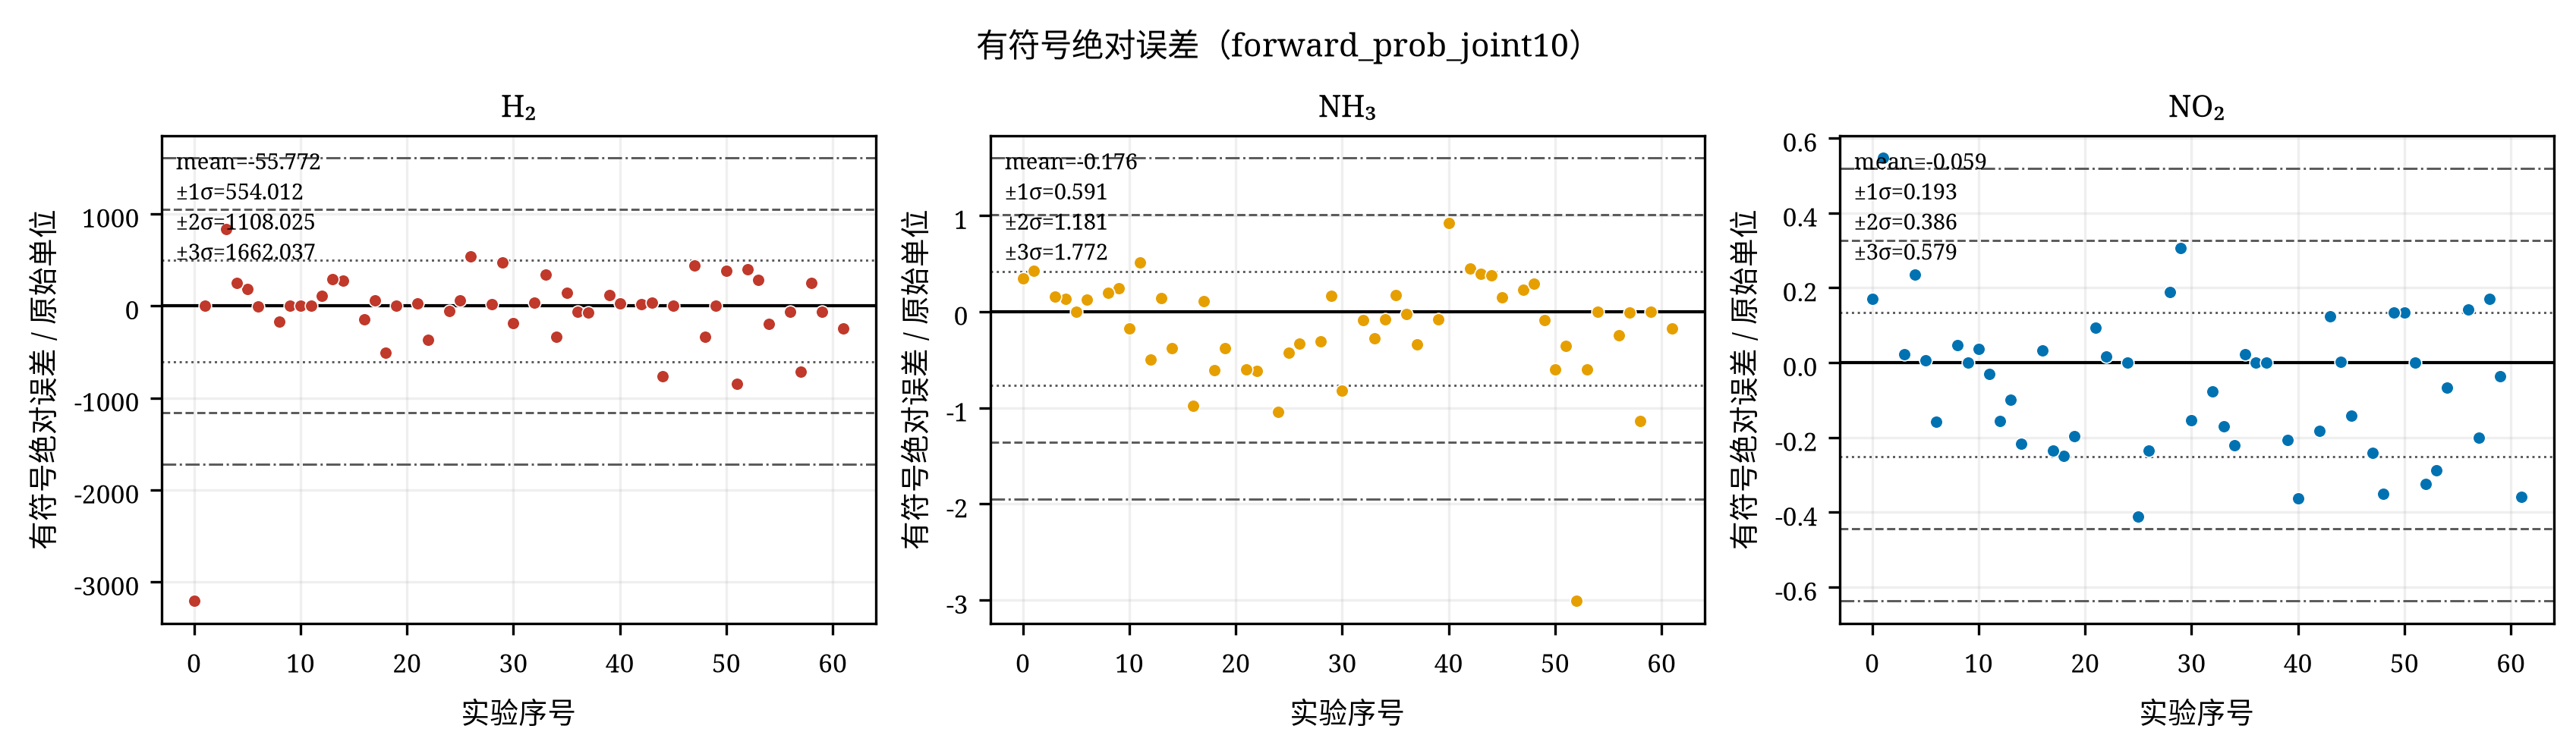 有符号绝对误差（forward_prob_joint10）
H₂
mean=-55.772
±1σ=554.012
±2σ=1108.025
±3σ=1662.037
1000
0
-1000
-2000
-3000
有符号绝对误差 / 原始单位
0 10 20 30 40 50 60
实验序号
NH₃
mean=-0.176
±1σ=0.591
±2σ=1.181
±3σ=1.772
1
0
-1
-2
-3
有符号绝对误差 / 原始单位
0 10 20 30 40 50 60
实验序号
NO₂
mean=-0.059
±1σ=0.193
±2σ=0.386
±3σ=0.579
0.6
0.4
0.2
0.0
-0.2
-0.4
-0.6
有符号绝对误差 / 原始单位
0 10 20 30 40 50 60
实验序号